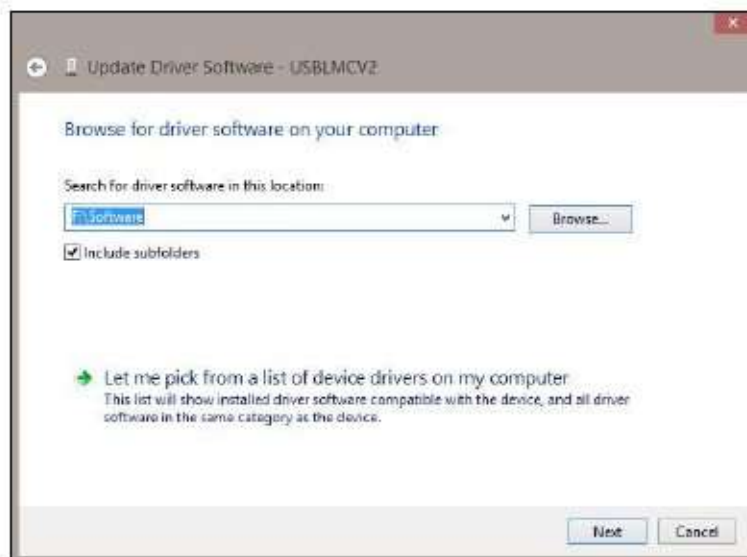 Update Driver Software - USBLMCV2
Browse for driver software on your computer
Search for driver software in this location:
F:\Software
Browse...
Include subfolders
Let me pick from a list of device drivers on my computer
This list will show installed driver software compatible with the device, and all driver
software in the same category as the device.
Next
Cancel